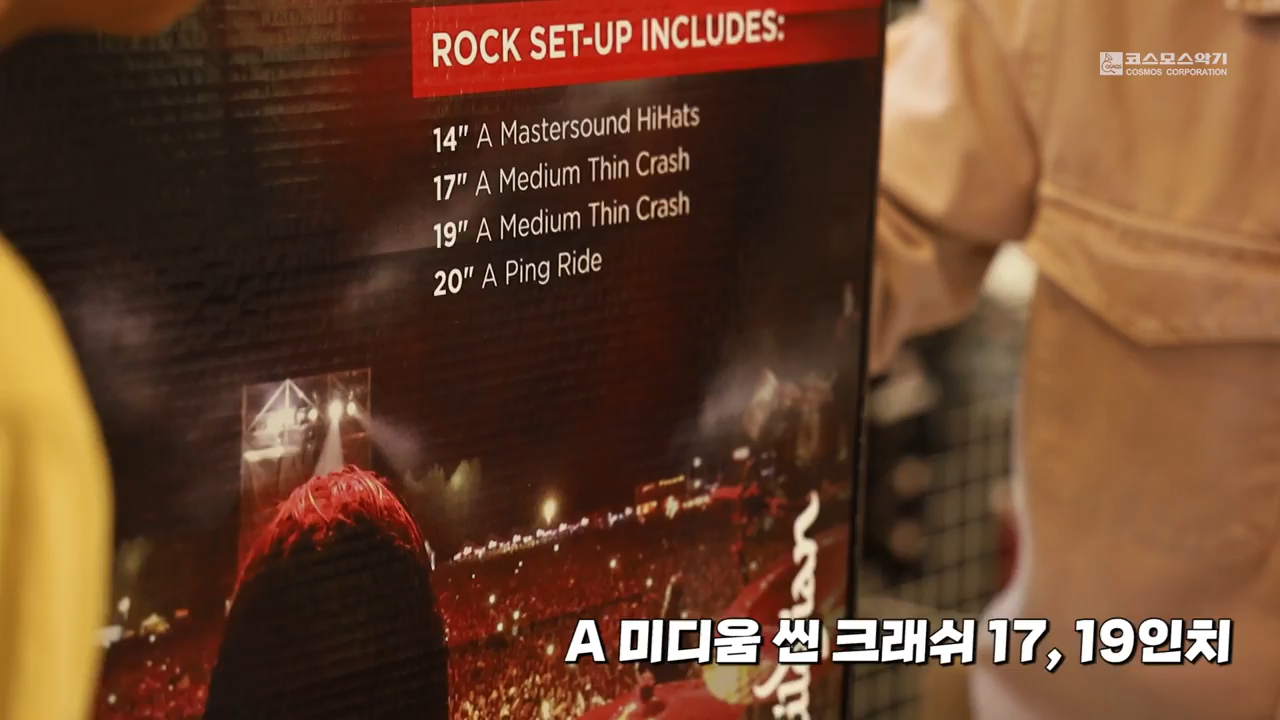 ROCK SET-UP INCLUDES:
코스모스악기
COSMOS CORPORATION
14" A Mastersound HiHats
17" A Medium Thin Crash
19" A Medium Thin Crash
20" A Ping Ride
A 미디움 씬 크래쉬 17, 19인치